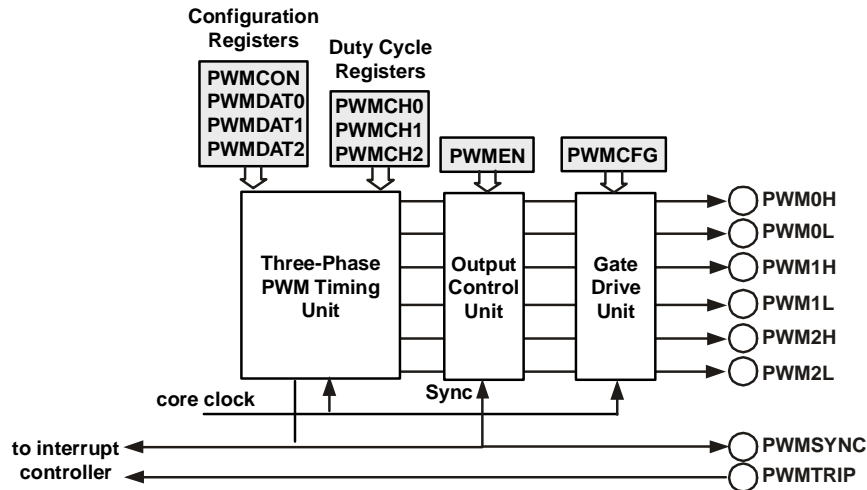 Configuration
Registers
PWMCON
PWMDAT0
PWMDAT1
PWMDAT2
Duty Cycle
Registers
PWMCH0
PWMCH1
PWMCH2
PWMEN
PWMCFG
Three-Phase
PWM Timing
Unit
Output
Control
Unit
Gate
Drive
Unit
PWM0H
PWM0L
PWM1H
PWM1L
PWM2H
PWM2L
core clock
Sync
to interrupt
controller
PWMSYNC
PWMTRIP